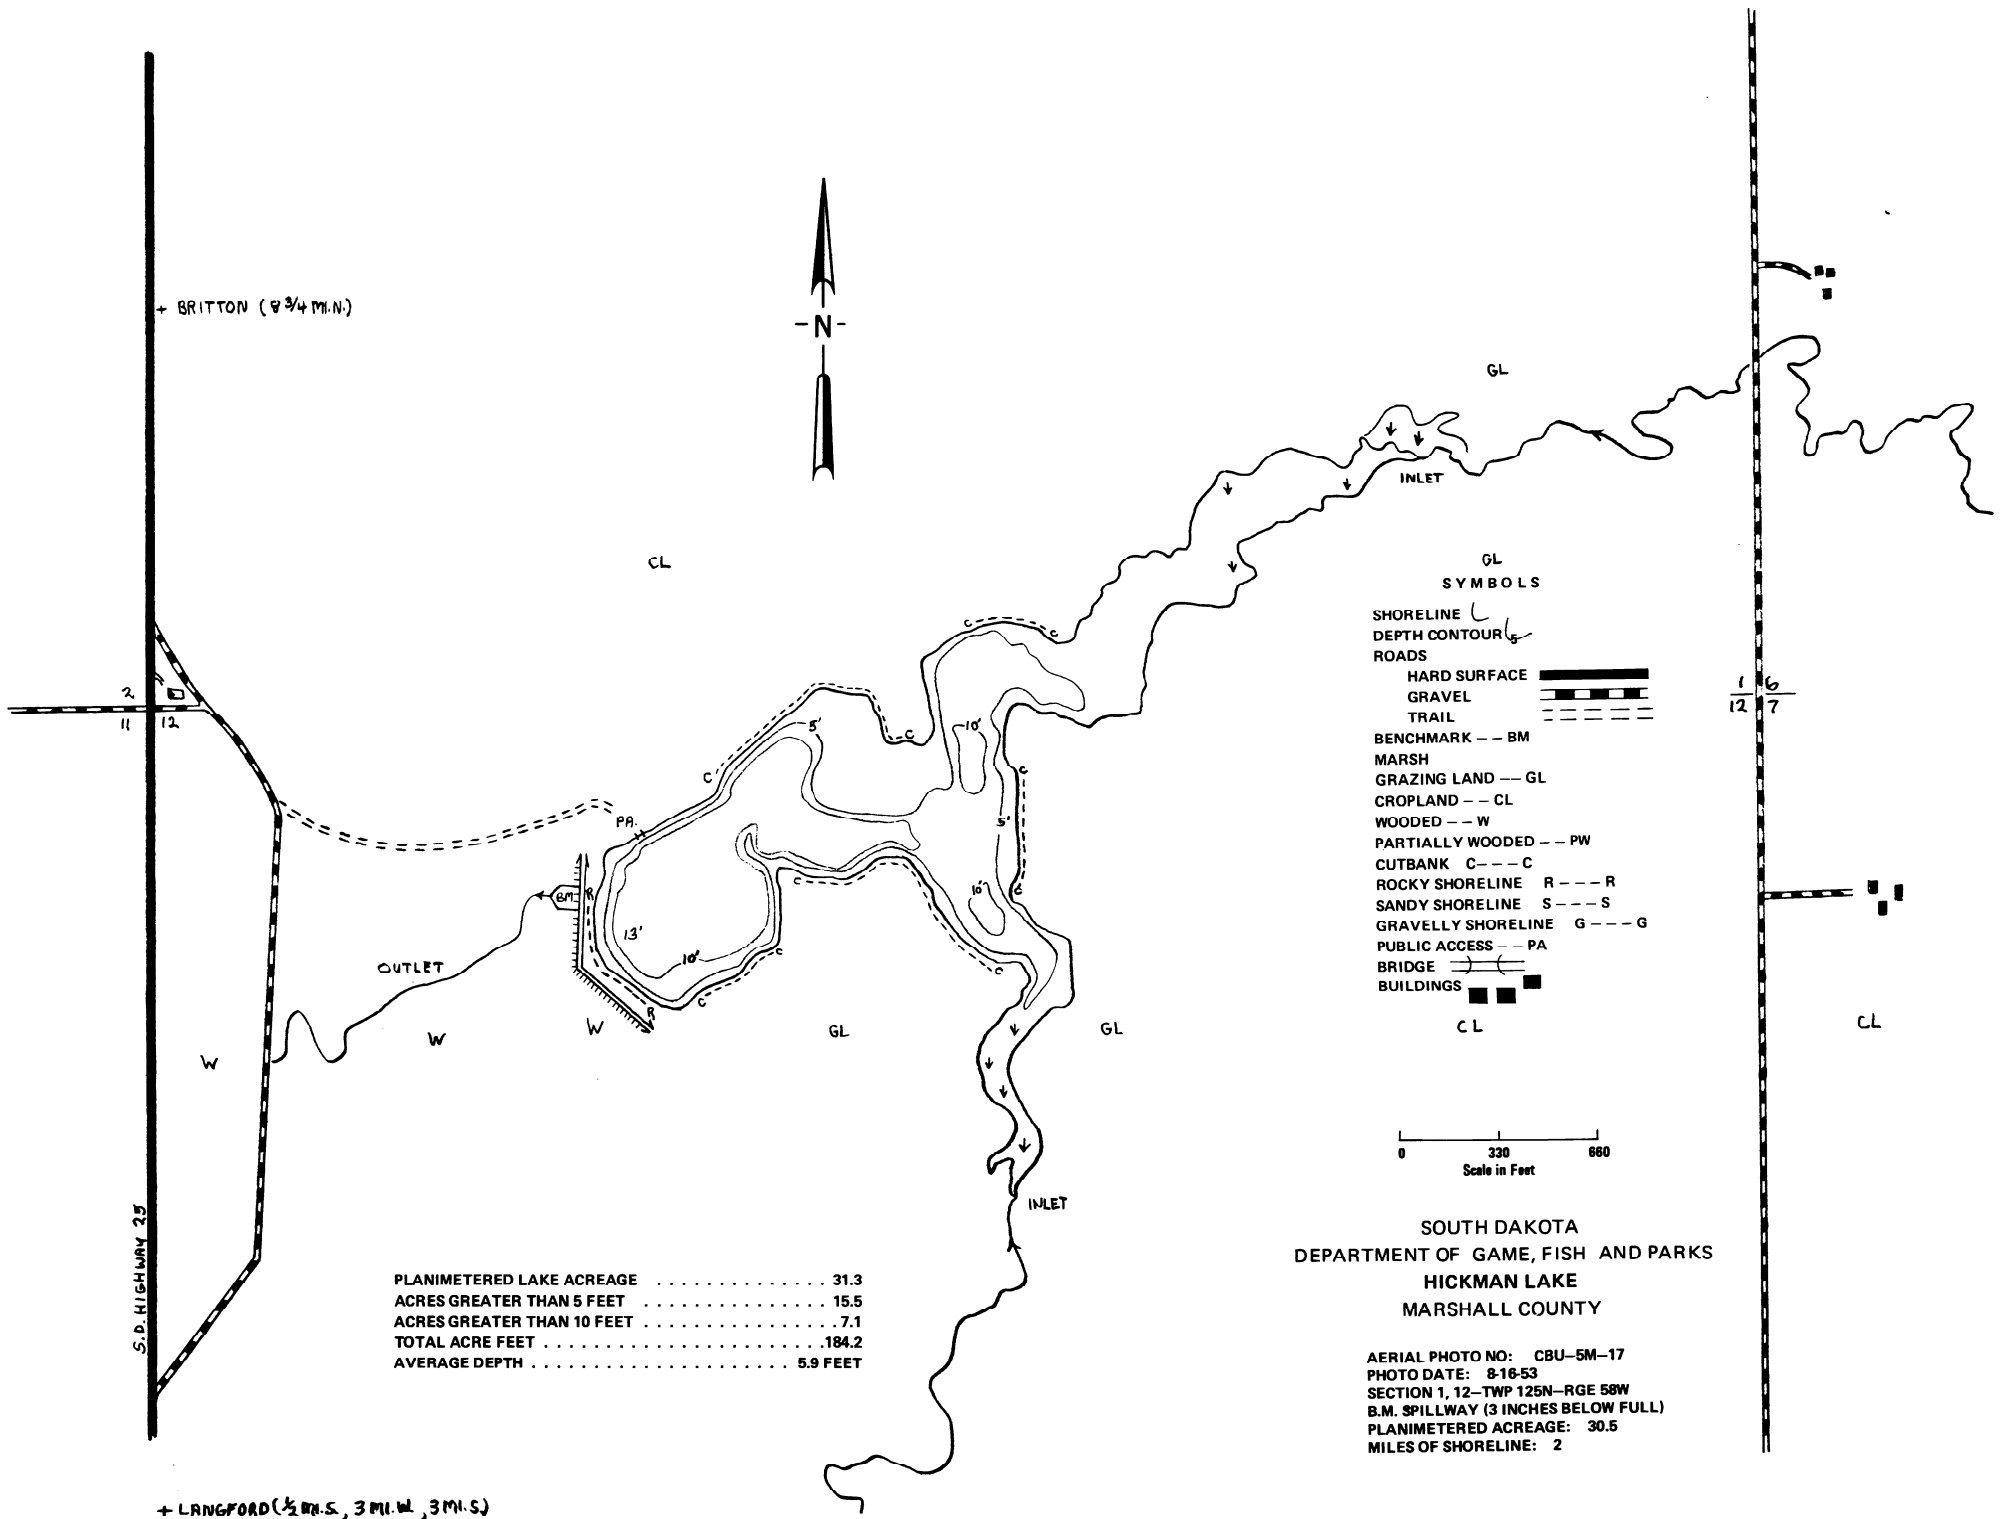 + BRITTON (8 3/4 MI.N.)
-N-
GL
INLET
CL
GL
SYMBOLS
SHORELINE
DEPTH CONTOUR 5
ROADS
HARD SURFACE
GRAVEL
TRAIL
BENCHMARK -- BM
MARSH
GRAZING LAND -- GL
CROPLAND -- CL
WOODED -- W
PARTIALLY WOODED -- PW
CUTBANK C---C
ROCKY SHORELINE R---R
SANDY SHORELINE S---S
GRAVELLY SHORELINE G---G
PUBLIC ACCESS -- PA
BRIDGE
BUILDINGS
CL
CL
2
11 12
1 6
12 7
C C
5'
C
C
10'
C
PA.
5'
C
C
10'
C
BM
R
13'
10'
C
C
C
R
OUTLET
W
W
W
GL
GL
INLET
S.D. HIGHWAY 25
0 330 660
Scale in Feet
SOUTH DAKOTA
DEPARTMENT OF GAME, FISH AND PARKS
HICKMAN LAKE
MARSHALL COUNTY
PLANIMETERED LAKE ACREAGE . . . . . . . . . . . . . . 31.3
ACRES GREATER THAN 5 FEET . . . . . . . . . . . . . . . 15.5
ACRES GREATER THAN 10 FEET . . . . . . . . . . . . . . . 7.1
TOTAL ACRE FEET . . . . . . . . . . . . . . . . . . . . . . .184.2
AVERAGE DEPTH . . . . . . . . . . . . . . . . . . . . . . 5.9 FEET
AERIAL PHOTO NO: CBU-5M-17
PHOTO DATE: 8-16-53
SECTION 1, 12-TWP 125N-RGE 58W
B.M. SPILLWAY (3 INCHES BELOW FULL)
PLANIMETERED ACREAGE: 30.5
MILES OF SHORELINE: 2
+ LANGFORD (1/2 MI.S., 3 MI.W., 3 MI.S)